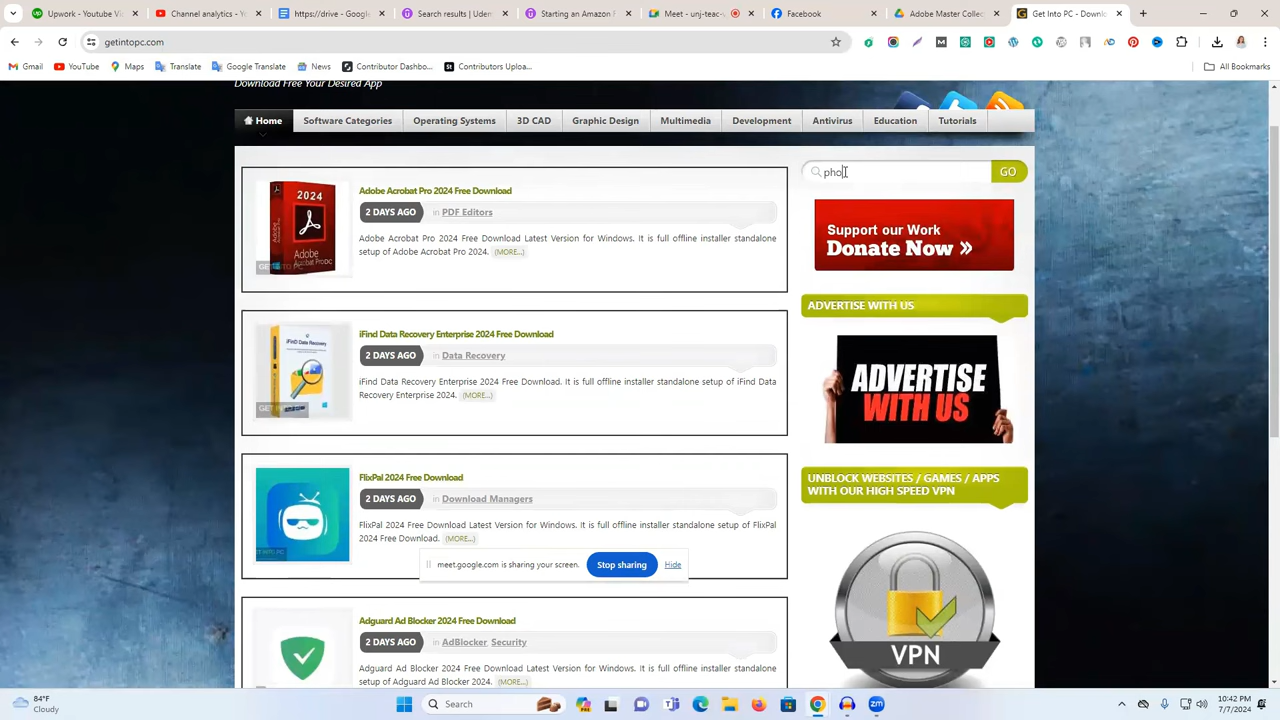 Upwork
Channel analytics - Y
https://drive - Googl
Course results | Udem
Starting an Amazon F
Meet - unj-teac-s
Facebook
Adobe Master Collec
Get Into PC - Downlo
getintopc.com
Gmail
YouTube
Maps
Translate
Google Translate
News
Contributor Dashbo...
Contributors Uploa...
All Bookmarks
Download Free Your Desired App
Home
Software Categories
Operating Systems
3D CAD
Graphic Design
Multimedia
Development
Antivirus
Education
Tutorials
pho
GO
2024
Adobe
Acrobat ProDC
GET INTO PC
Adobe Acrobat Pro 2024 Free Download
2 DAYS AGO
in PDF Editors
Adobe Acrobat Pro 2024 Free Download Latest Version for Windows. It is full offline installer standalone
setup of Adobe Acrobat Pro 2024. (MORE...)
Support our Work
Donate Now »
ADVERTISE WITH US
ADVERTISE
WITH US
iFinD Data Recovery
iFind Data Recovery Enterprise 2024 Free Download
2 DAYS AGO
in Data Recovery
iFind Data Recovery Enterprise 2024 Free Download. It is full offline installer standalone setup of iFind Data
Recovery Enterprise 2024. (MORE...)
FlixPal 2024 Free Download
2 DAYS AGO
in Download Managers
FlixPal 2024 Free Download Latest Version for Windows. It is full offline installer standalone setup of FlixPal
2024 Free Download. (MORE...)
UNBLOCK WEBSITES / GAMES / APPS
WITH OUR HIGH SPEED VPN
VPN
meet.google.com is sharing your screen.
Stop sharing
Hide
Adguard Ad Blocker 2024 Free Download
2 DAYS AGO
in AdBlocker, Security
Adguard Ad Blocker 2024 Free Download Latest Version for Windows. It is full offline installer standalone
setup of Adguard Ad Blocker 2024. (MORE...)
84°F
Cloudy
Search
10:42 PM
7/7/2024